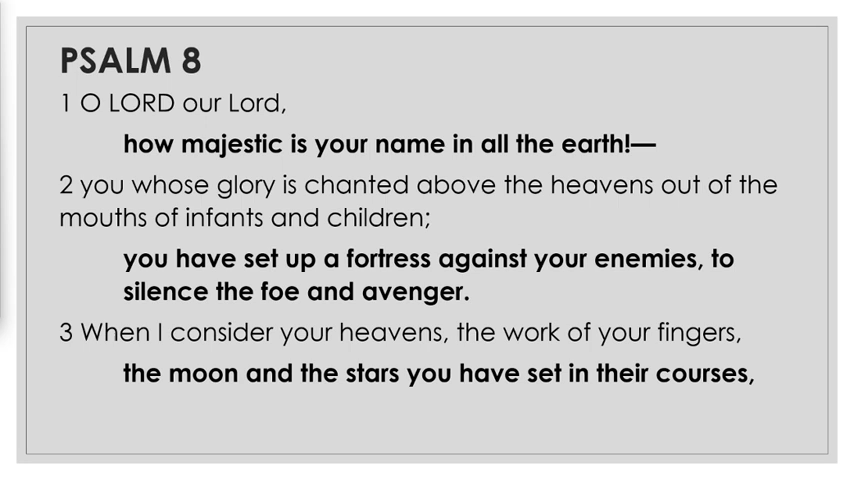 PSALM 8
1 O LORD our Lord,
how majestic is your name in all the earth!—
2 you whose glory is chanted above the heavens out of the
mouths of infants and children;
you have set up a fortress against your enemies, to
silence the foe and avenger.
3 When I consider your heavens, the work of your fingers,
the moon and the stars you have set in their courses,